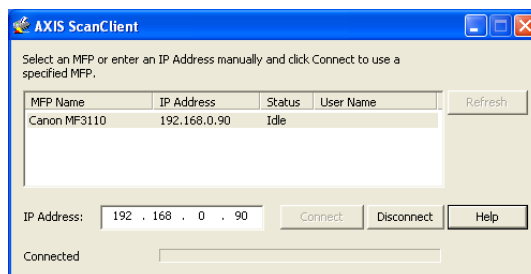 AXIS ScanClient
Select an MFP or enter an IP Address manually and click Connect to use a
specified MFP.
MFP Name IP Address Status User Name Refresh
Canon MF3110 192.168.0.90 Idle
IP Address: 192 . 168 . 0 . 90 Connect Disconnect Help
Connected